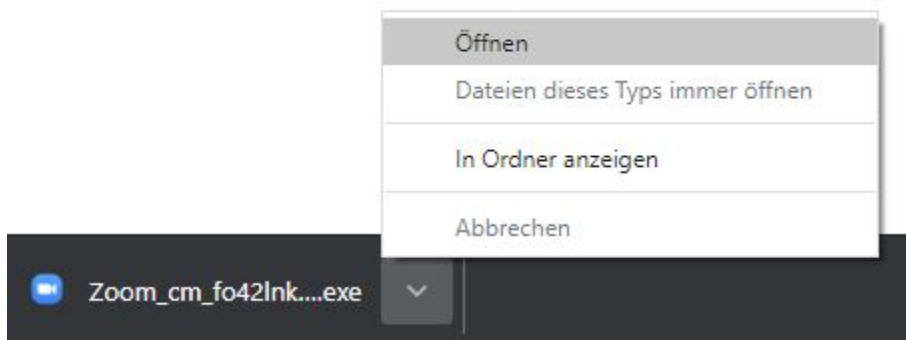 Öffnen
Dateien dieses Typs immer öffnen
In Ordner anzeigen
Abbrechen
Zoom_cm_fo42lnk....exe